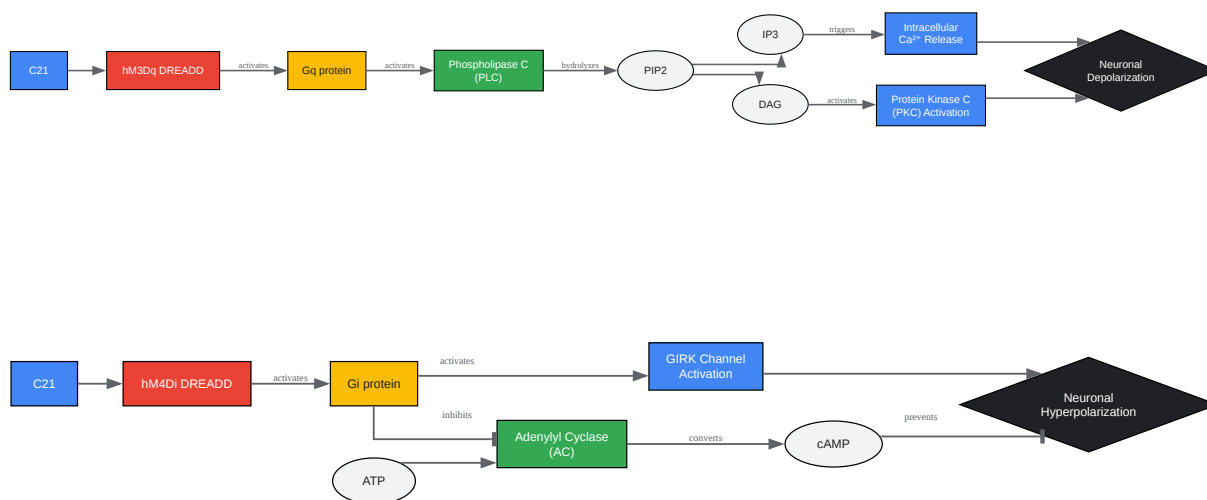 C21
hM3Dq DREADD
activates
Gq protein
activates
Phospholipase C
(PLC)
hydrolyzes
PIP2
IP3
triggers
Intracellular
Ca²⁺ Release
DAG
activates
Protein Kinase C
(PKC) Activation
Neuronal
Depolarization
C21
hM4Di DREADD
activates
Gi protein
activates
GIRK Channel
Activation
inhibits
ATP
Adenylyl Cyclase
(AC)
converts
cAMP
prevents
Neuronal
Hyperpolarization